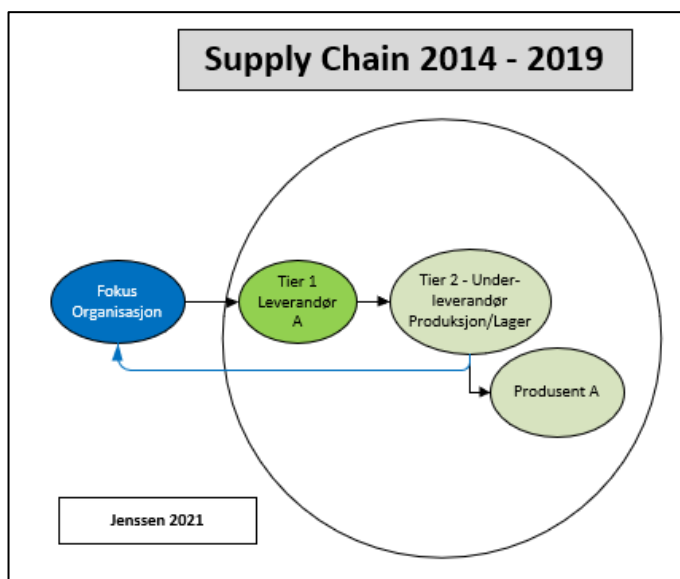 Supply Chain 2014 - 2019
Fokus
Organisasjon
Tier 1
Leverandør
A
Tier 2 - Under-
leverandør
Produksjon/Lager
Produsent A
Jenssen 2021